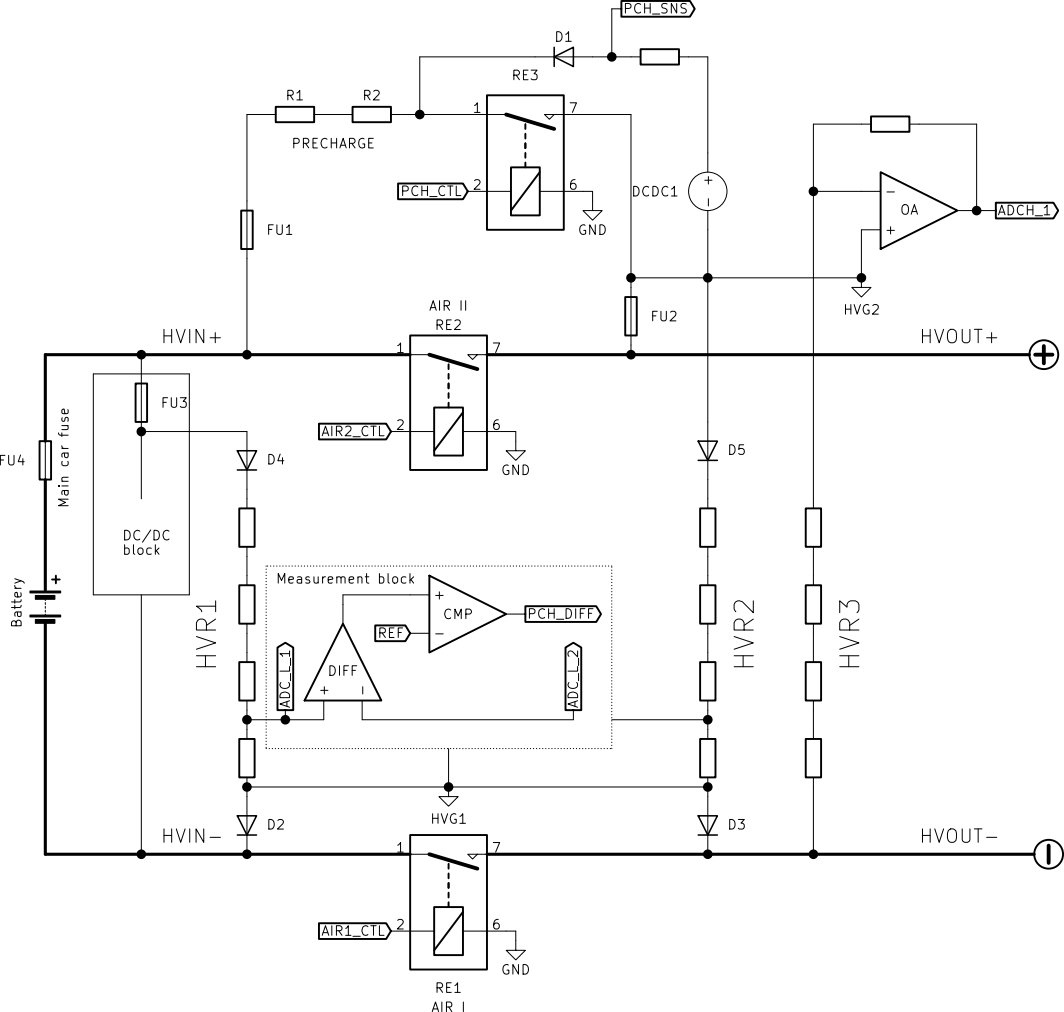 PCH_SNS
D1
RE3
R1 R2
1 7
PRECHARGE
PCH_CTL 2 6
DCDC1
+
−
−
OA
+
ADCH_1
GND
FU1
HVG2
AIR II
RE2
FU2
HVIN+
HVOUT+
1 7
+
FU3
AIR2_CTL 2 6
GND
D4
D5
FU4
Main car fuse
DC/DC
block
Battery
+
Measurement block
+
CMP
−
REF
PCH_DIFF
HVR1
HVR2
HVR3
ADC_L_1
DIFF
+ −
ADC_L_2
HVG1
D2
D3
HVIN−
HVOUT−
1 7
−
AIR1_CTL 2 6
GND
RE1
AIR I